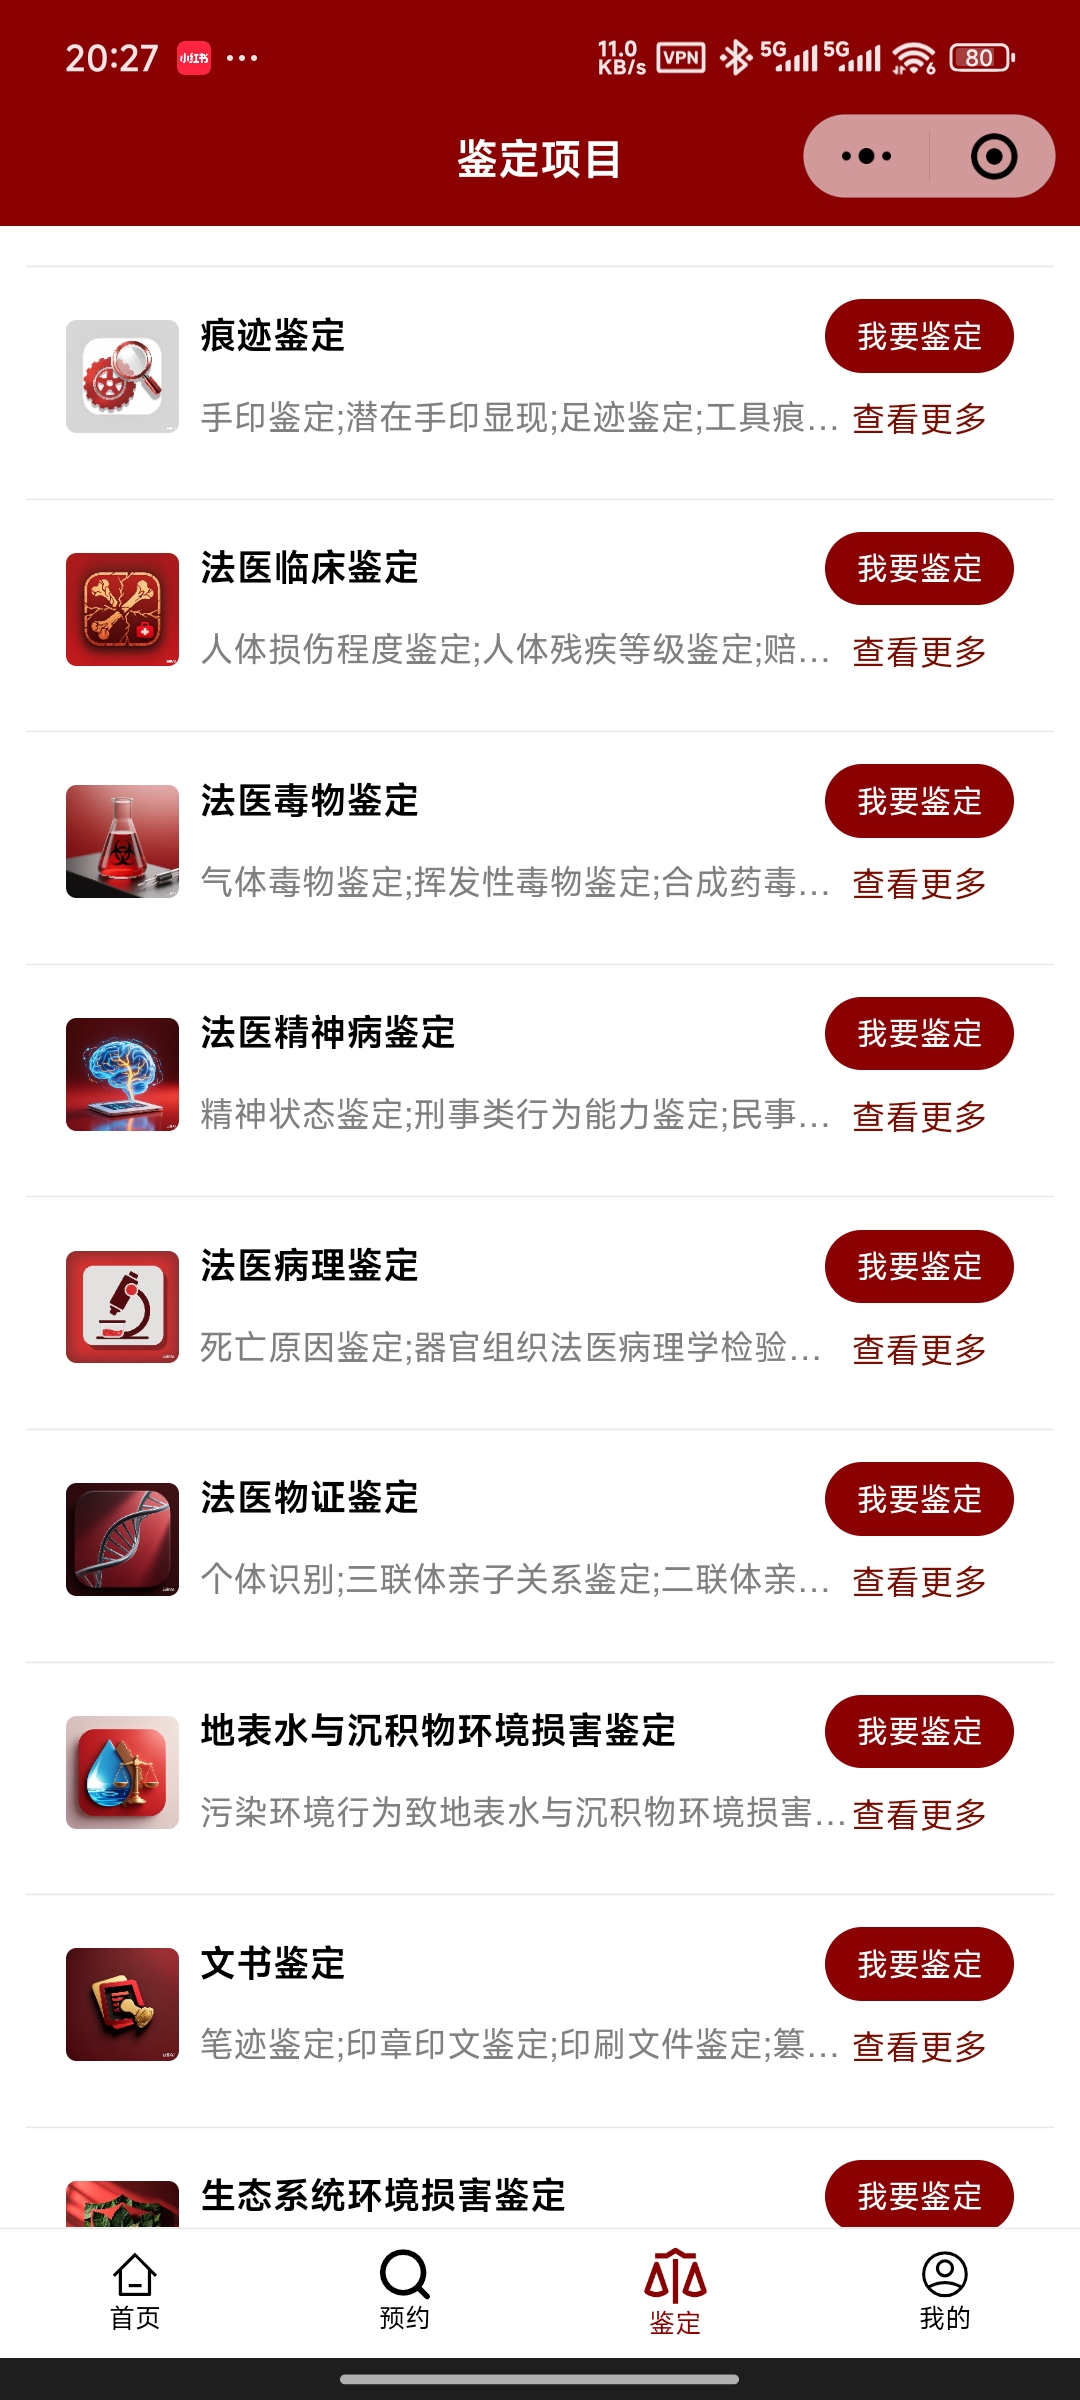 20:27 小红书 ··· 11.0 KB/s VPN 5G 5G 6 80
鉴定项目
痕迹鉴定 我要鉴定
手印鉴定;潜在手印显现;足迹鉴定;工具痕... 查看更多
法医临床鉴定 我要鉴定
人体损伤程度鉴定;人体残疾等级鉴定;赔... 查看更多
法医毒物鉴定 我要鉴定
气体毒物鉴定;挥发性毒物鉴定;合成药毒... 查看更多
法医精神病鉴定 我要鉴定
精神状态鉴定;刑事类行为能力鉴定;民事... 查看更多
法医病理鉴定 我要鉴定
死亡原因鉴定;器官组织法医病理学检验... 查看更多
法医物证鉴定 我要鉴定
个体识别;三联体亲子关系鉴定;二联体亲... 查看更多
地表水与沉积物环境损害鉴定 我要鉴定
污染环境行为致地表水与沉积物环境损害... 查看更多
文书鉴定 我要鉴定
笔迹鉴定;印章印文鉴定;印刷文件鉴定;篡... 查看更多
生态系统环境损害鉴定 我要鉴定
首页 预约 鉴定 我的